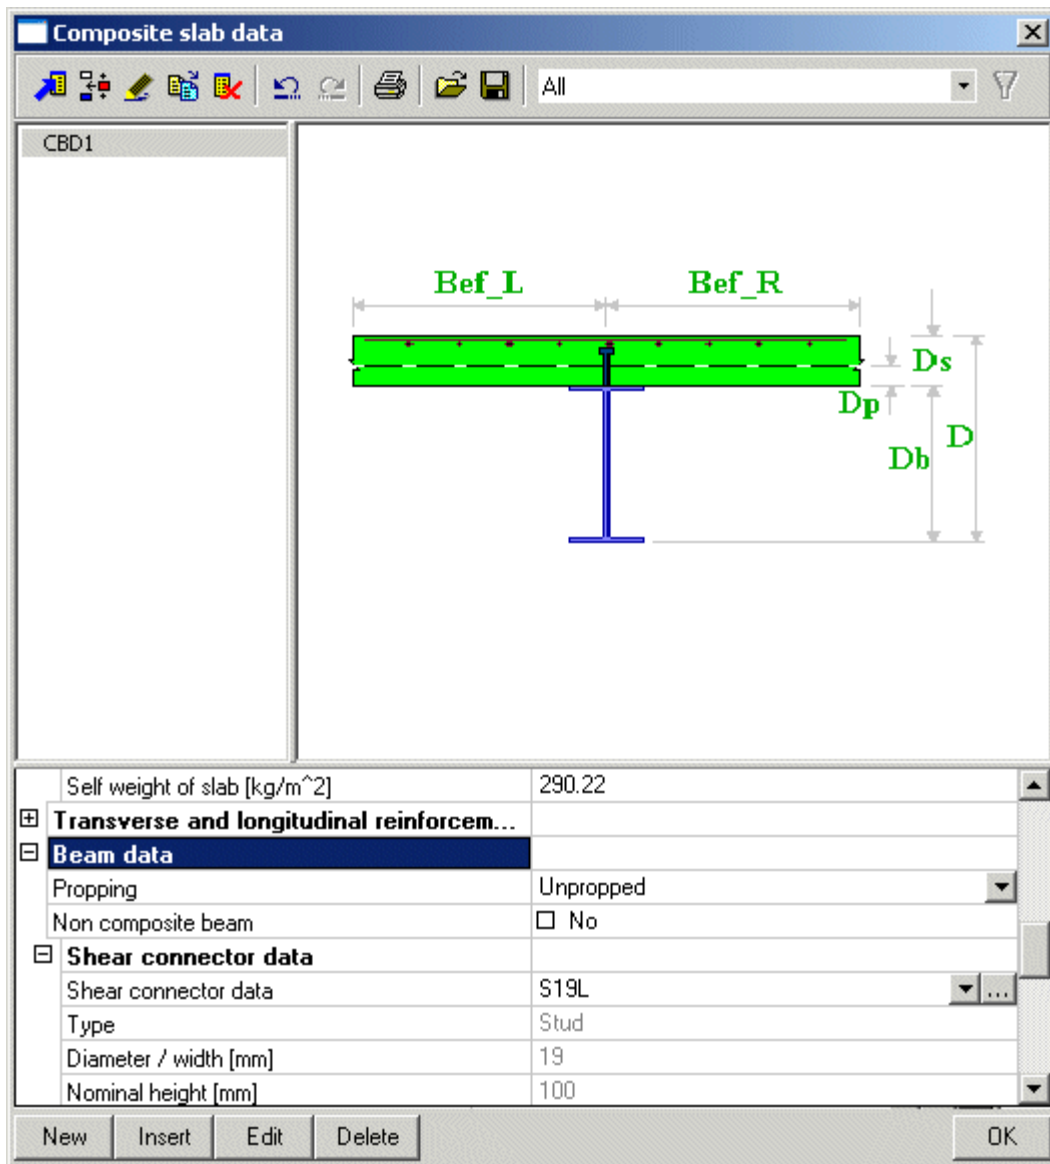 Composite slab data
All
CBD1
Bef_L Bef_R
Ds
Dp
D
Db
Self weight of slab [kg/m^2] 290.22
Transverse and longitudinal reinforcem...
Beam data
Propping Unpropped
Non composite beam No
Shear connector data
Shear connector data S19L ...
Type Stud
Diameter / width [mm] 19
Nominal height [mm] 100
New Insert Edit Delete OK